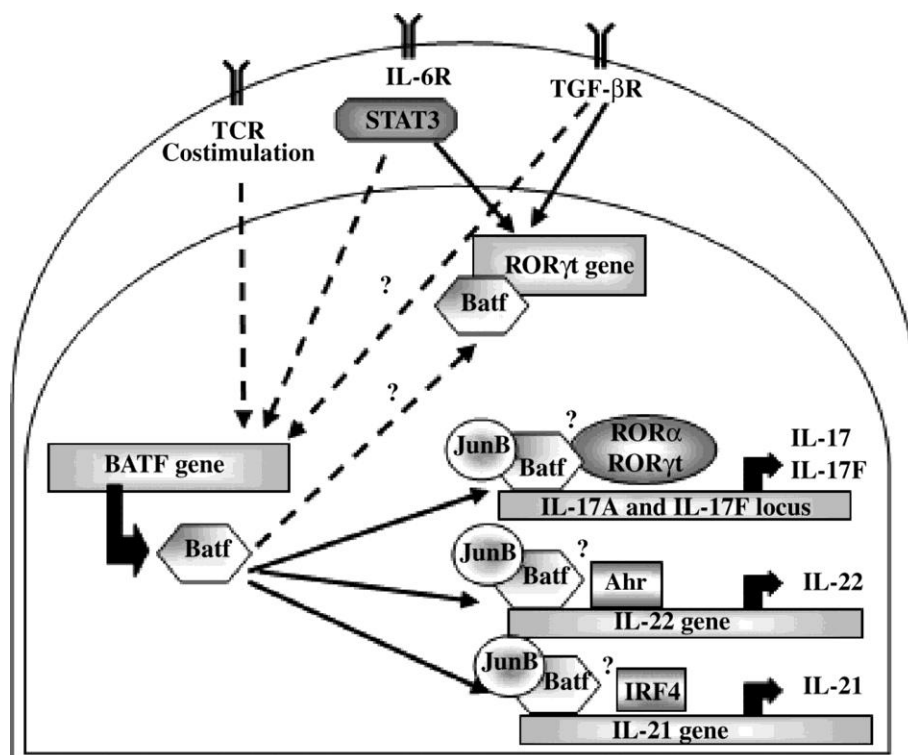 IL-6R
TGF-βR
STAT3
TCR
Costimulation
RORγt gene
Batf
?
?
BATF gene
Batf
JunB
Batf
?
RORα
RORγt
IL-17
IL-17F
IL-17A and IL-17F locus
JunB
Batf
?
Ahr
IL-22
IL-22 gene
JunB
Batf
?
IRF4
IL-21
IL-21 gene